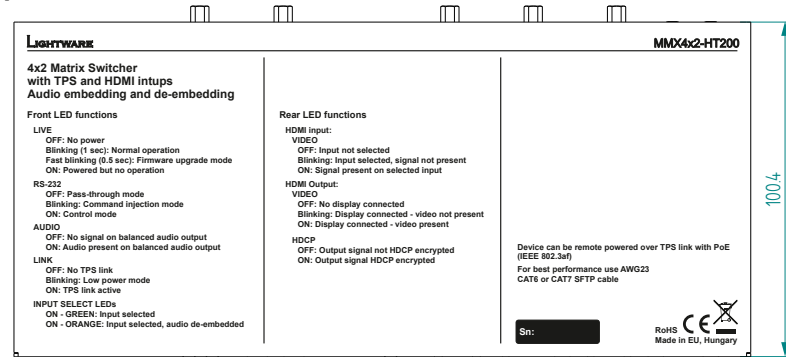 LIGHTWARE
MMX4x2-HT200
4x2 Matrix Switcher
with TPS and HDMI intups
Audio embedding and de-embedding
Front LED functions
LIVE
OFF: No power
Blinking (1 sec): Normal operation
Fast blinking (0.5 sec): Firmware upgrade mode
ON: Powered but no operation
RS-232
OFF: Pass-through mode
Blinking: Command injection mode
ON: Control mode
AUDIO
OFF: No signal on balanced audio output
ON: Audio present on balanced audio output
LINK
OFF: No TPS link
Blinking: Low power mode
ON: TPS link active
INPUT SELECT LEDs
ON - GREEN: Input selected
ON - ORANGE: Input selected, audio de-embedded
Rear LED functions
HDMI input:
VIDEO
OFF: Input not selected
Blinking: Input selected, signal not present
ON: Signal present on selected input
HDMI Output:
VIDEO
OFF: No display connected
Blinking: Display connected - video not present
ON: Display connected - video present
HDCP
OFF: Output signal not HDCP encrypted
ON: Output signal HDCP encrypted
Device can be remote powered over TPS link with PoE
(IEEE 802.3af)
For best performance use AWG23
CAT6 or CAT7 SFTP cable
Sn:
RoHS CE
Made in EU, Hungary
100.4